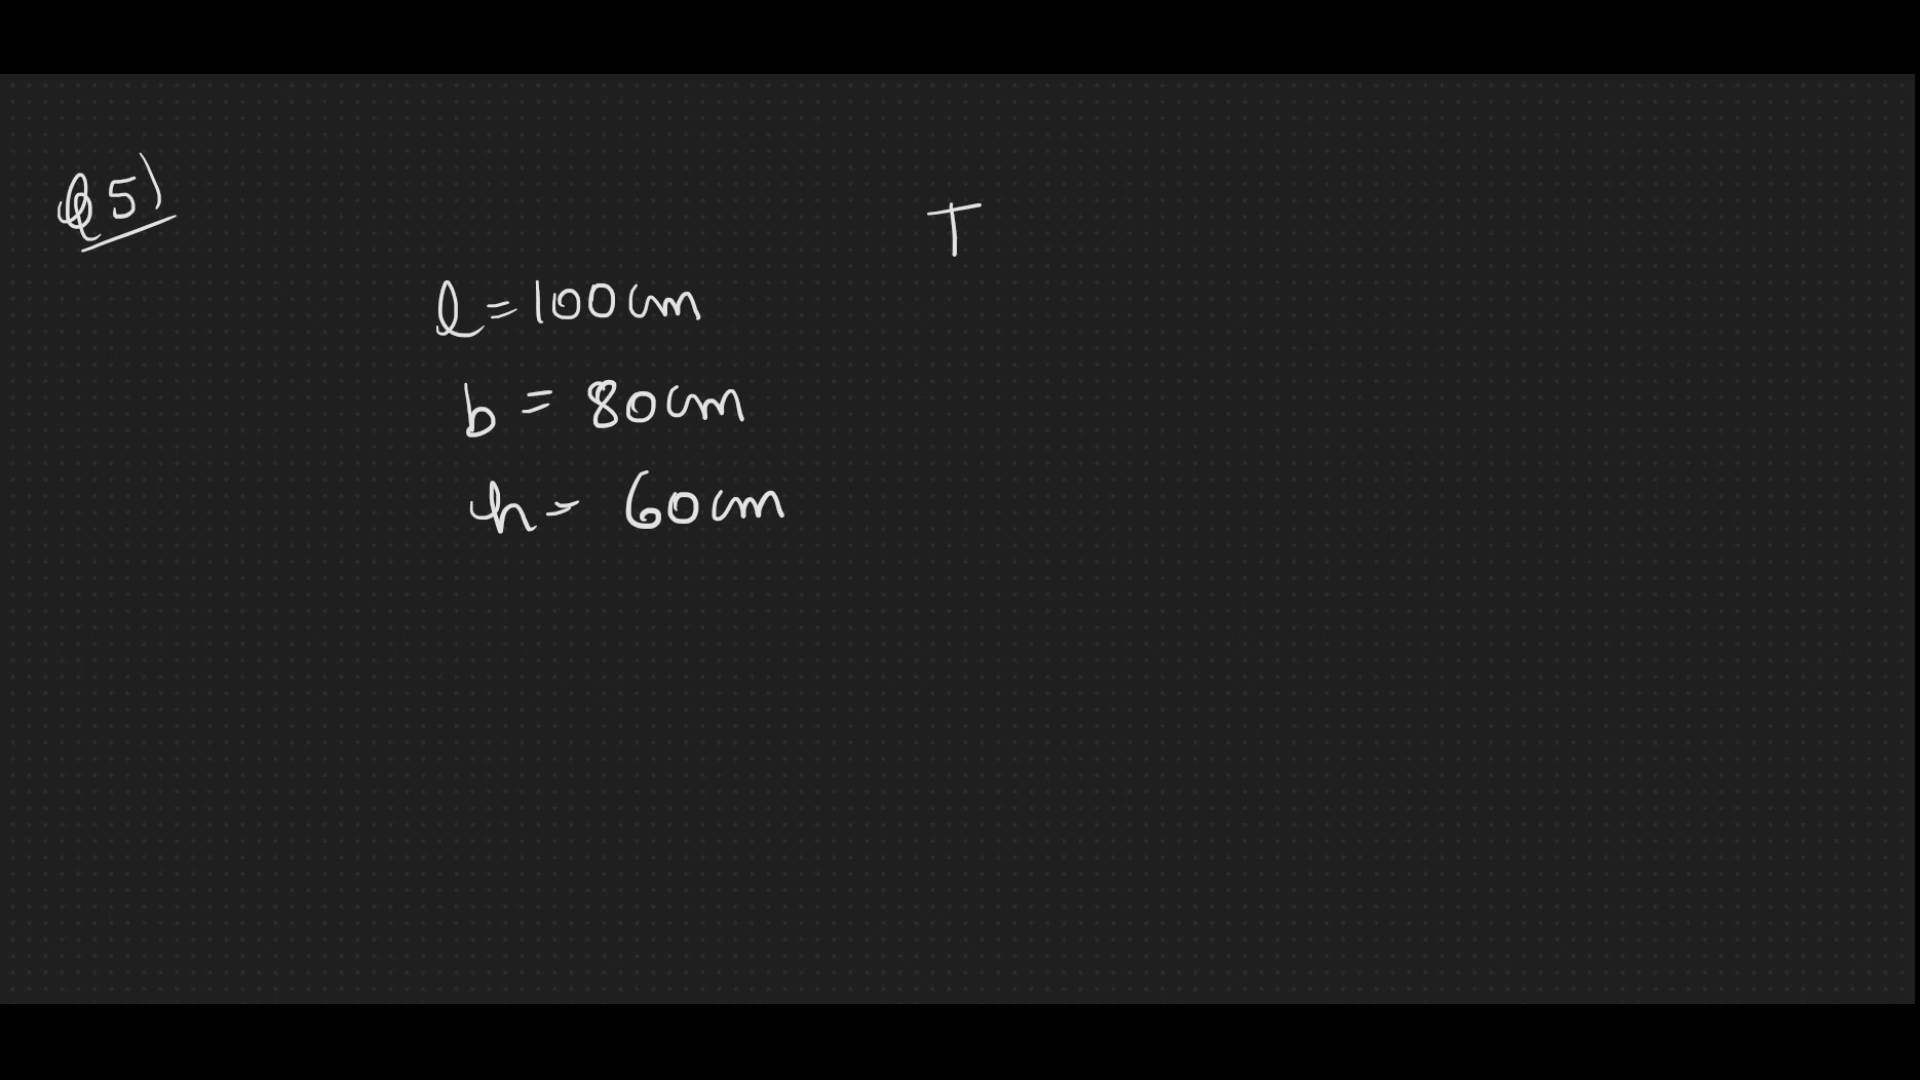 Q5)
T
l = 100cm
b = 80cm
h = 60cm